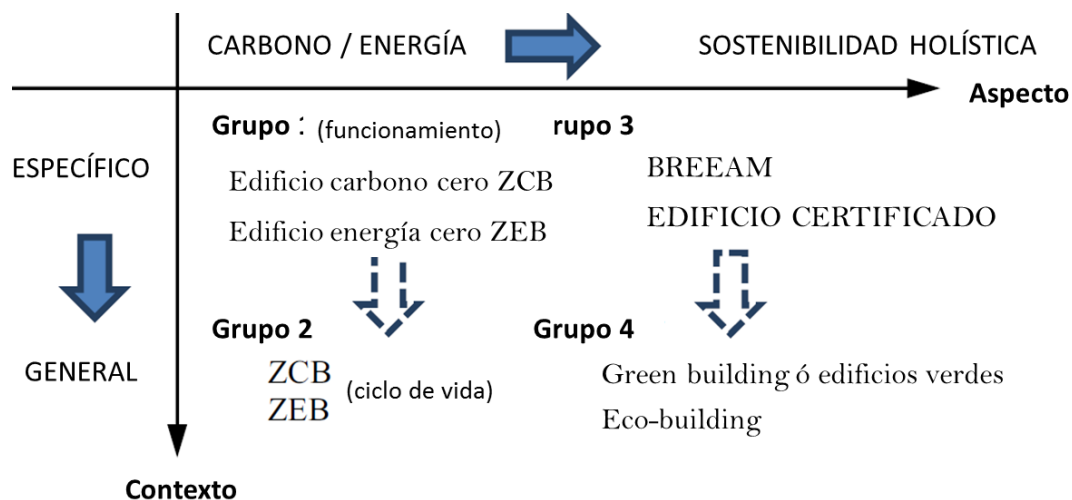 CARBONO / ENERGÍA
SOSTENIBILIDAD HOLÍSTICA
Aspecto
ESPECÍFICO
Grupo : (funcionamiento)
rupo 3
Edificio carbono cero ZCB
BREEAM
Edificio energía cero ZEB
EDIFICIO CERTIFICADO
GENERAL
Grupo 2
Grupo 4
ZCB
ZEB
(ciclo de vida)
Green building ó edificios verdes
Eco-building
Contexto